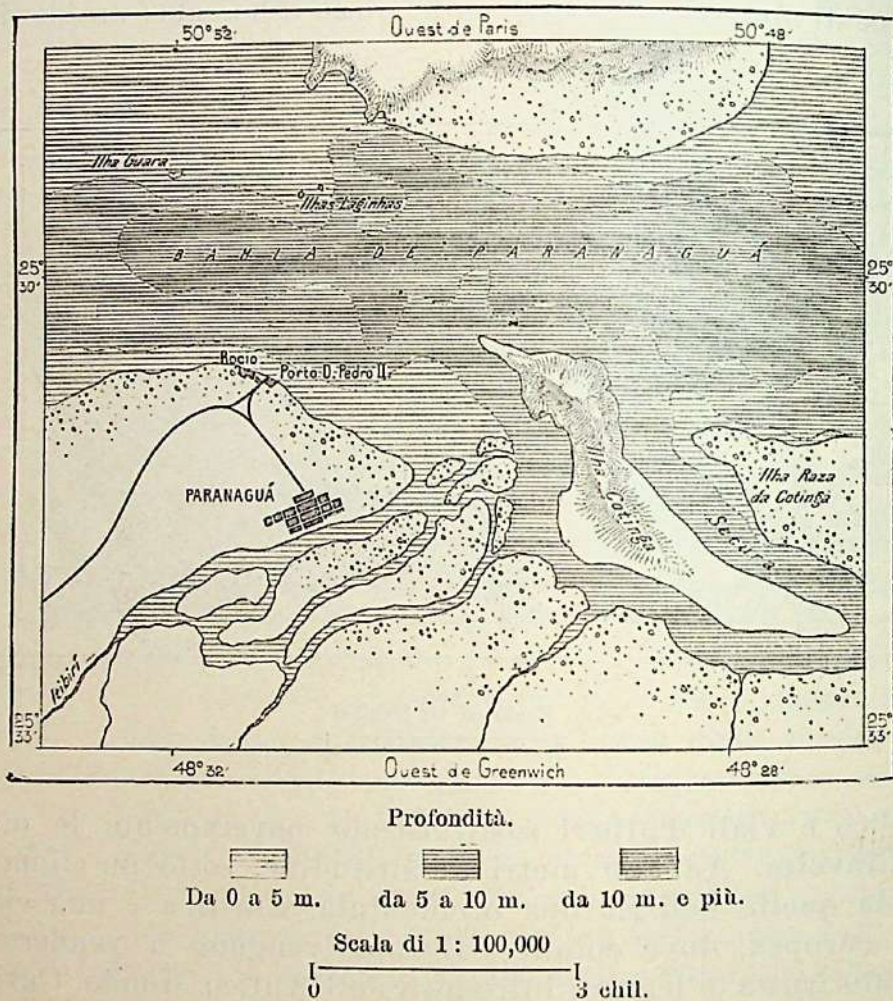 50°52'
Ouest de Paris
50°48'
Ilha Guara
Ilhas Laginhas
BAHIA DE PARANAGUÁ
25°
30'
25°
30'
Rocio
Porto D. Pedro II.
PARANAGUÁ
Ilha Cotinga
Ilha Raza
da Cotinga
Secura
Itibiri
25°
33'
25°
33'
48°32'
Ouest de Greenwich
48°28'
Profondità.
Da 0 a 5 m.
da 5 a 10 m.
da 10 m. e più.
Scala di 1 : 100,000
0
3 chil.